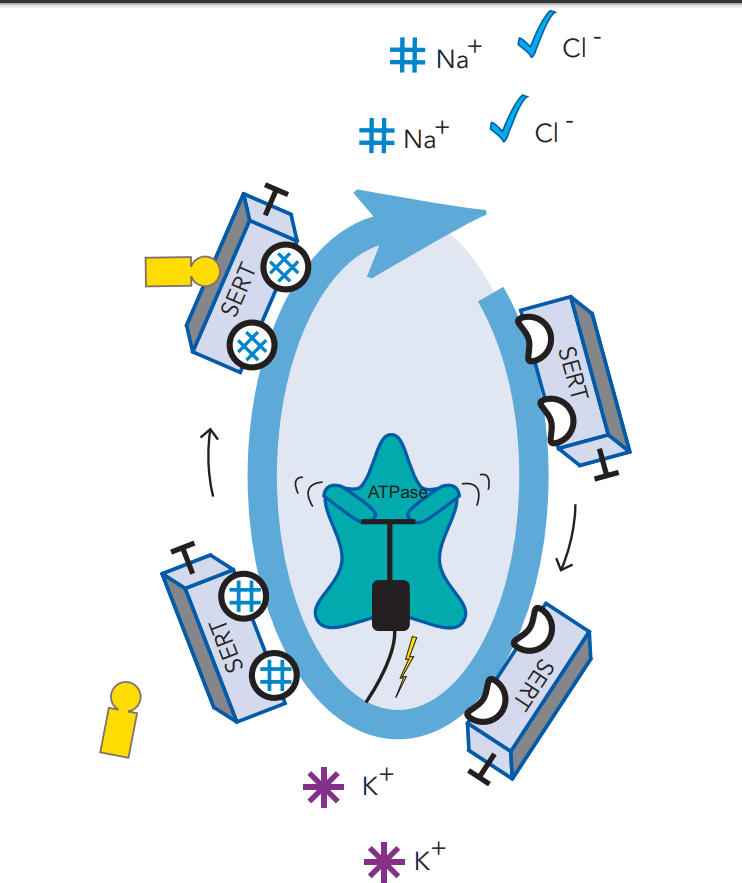 Na+ Cl-
Na+ Cl-
SERT
SERT
ATPase
SERT
SERT
K+
K+